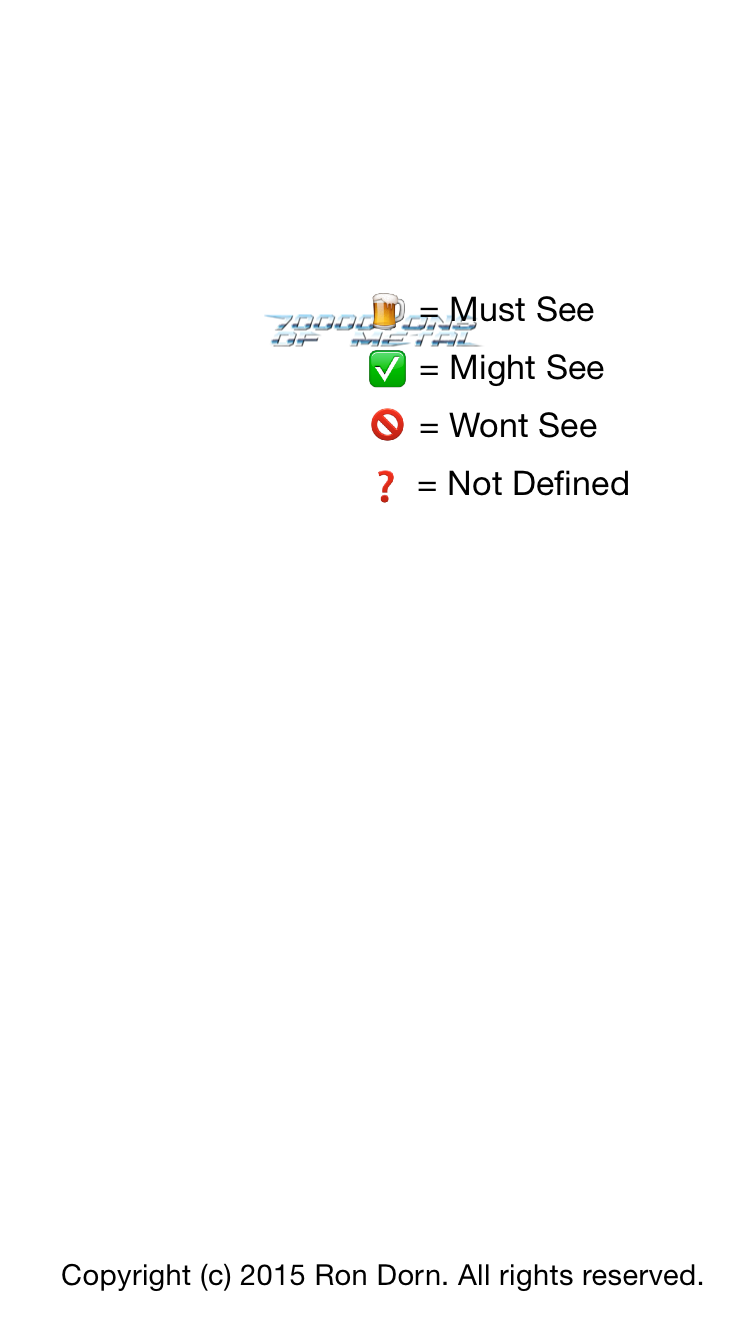 🍺 = Must See
70000 TONS
OF METAL
✅ = Might See
🚫 = Wont See
❓ = Not Defined
Copyright (c) 2015 Ron Dorn. All rights reserved.